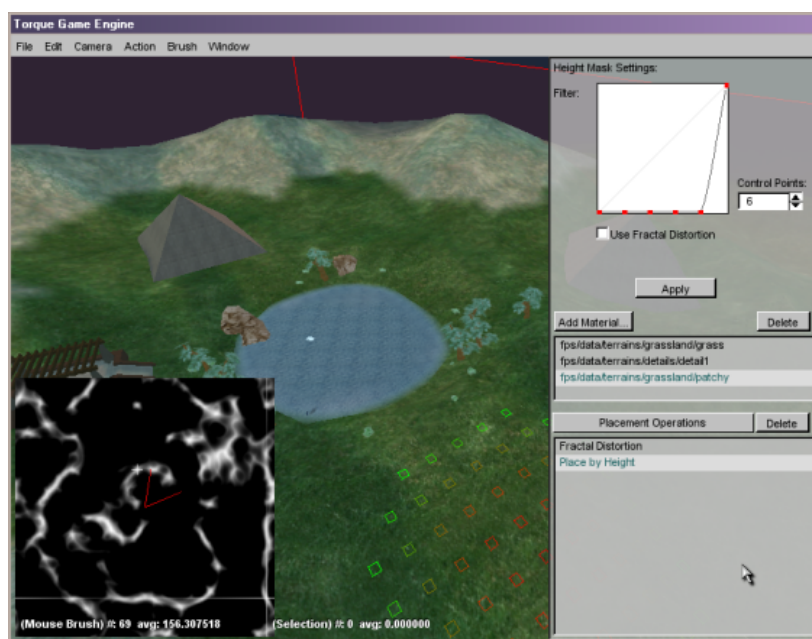 Torque Game Engine
File Edit Camera Action Brush Window
Height Mask Settings:
Filter:
Control Points:
6
Use Fractal Distortion
Apply
Add Material... Delete
fps/data/terrains/grassland/grass
fps/data/terrains/details/detail1
fps/data/terrains/grassland/patchy
Placement Operations Delete
Fractal Distortion
Place by Height
(Mouse Brush) #: 69 avg: 156.307518 (Selection) #: 0 avg: 0.000000